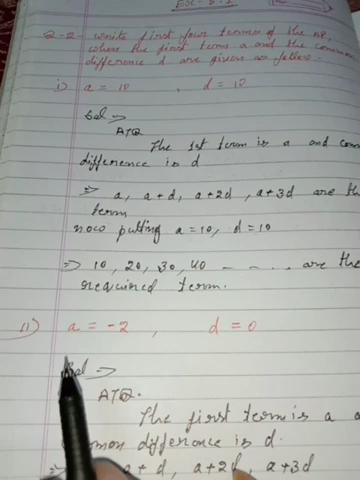 Q-2- write first four terms of the AP,
where the first terms a and the common
difference d are given as follow.
i) a = 10 , d = 10
Sol →
ATQ
The 1st term is a and com
difference is d
⇒ a, a+d, a+2d, a+3d are the
term
now putting a=10, d=10
⇒ 10, 20, 30, 40 - - . . . are the
required term.
ii) a = -2 , d = 0
Sol →
ATQ.
The first term is a a
difference is d.
a+d, a+2d, a+3d